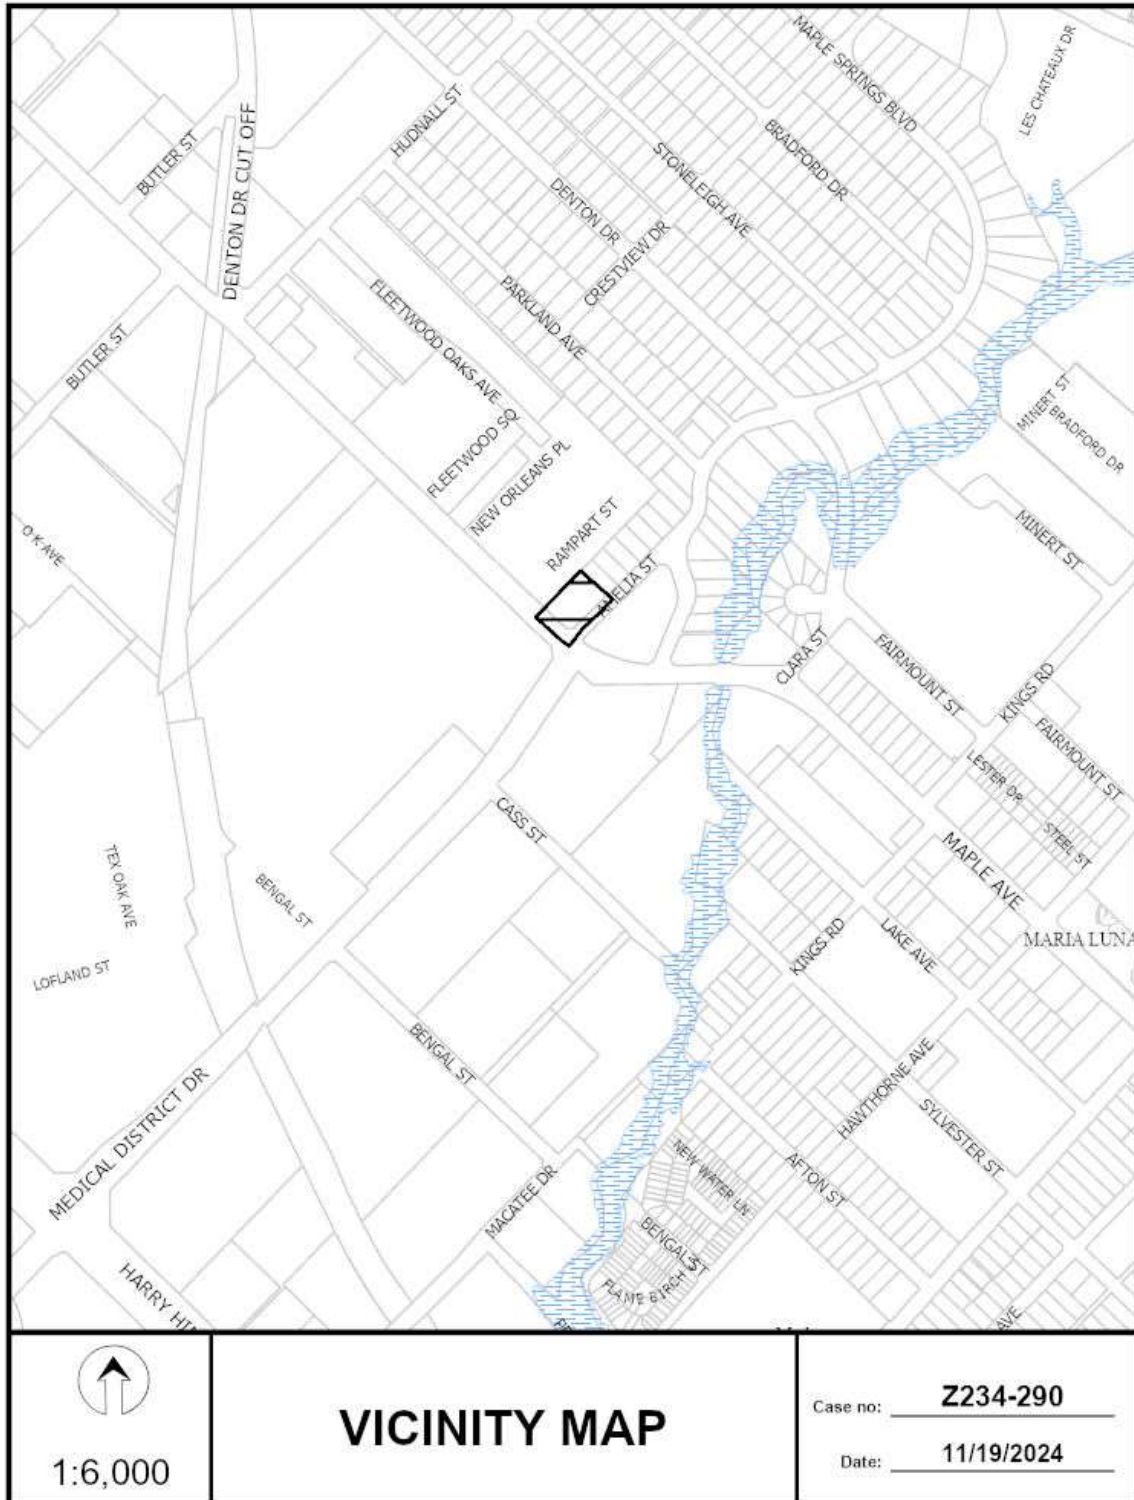 MAPLE SPRINGS BLVD
LES CHATEAUX DR
HUDNALL ST
BUTLER ST
DENTON DR CUT OFF
BRADFORD DR
STONELEIGH AVE
DENTON DR
CRESTVIEW DR
PARKLAND AVE
FLEETWOOD OAKS AVE
BUTLER ST
MINERT ST
BRADFORD DR
FLEETWOOD SQ
NEW ORLEANS PL
RAMPART ST
MINERT ST
O K AVE
AMELIA ST
CLARA ST
FAIRMOUNT ST
KINGS RD
FAIRMOUNT ST
LESTER DR
STEEL ST
CASS ST
MAPLE AVE
TEX OAK AVE
BENGAL ST
MARIA LUNA
KINGS RD
LAKE AVE
LOFLAND ST
BENGAL ST
MEDICAL DISTRICT DR
HAWTHORNE AVE
SYLVESTER ST
NEW WATER LN
AFTON ST
MACATEE DR
BENGAL ST
FLAME BIRCH
HARRY HI
AVE
1:6,000
VICINITY MAP
Case no: Z234-290
Date: 11/19/2024